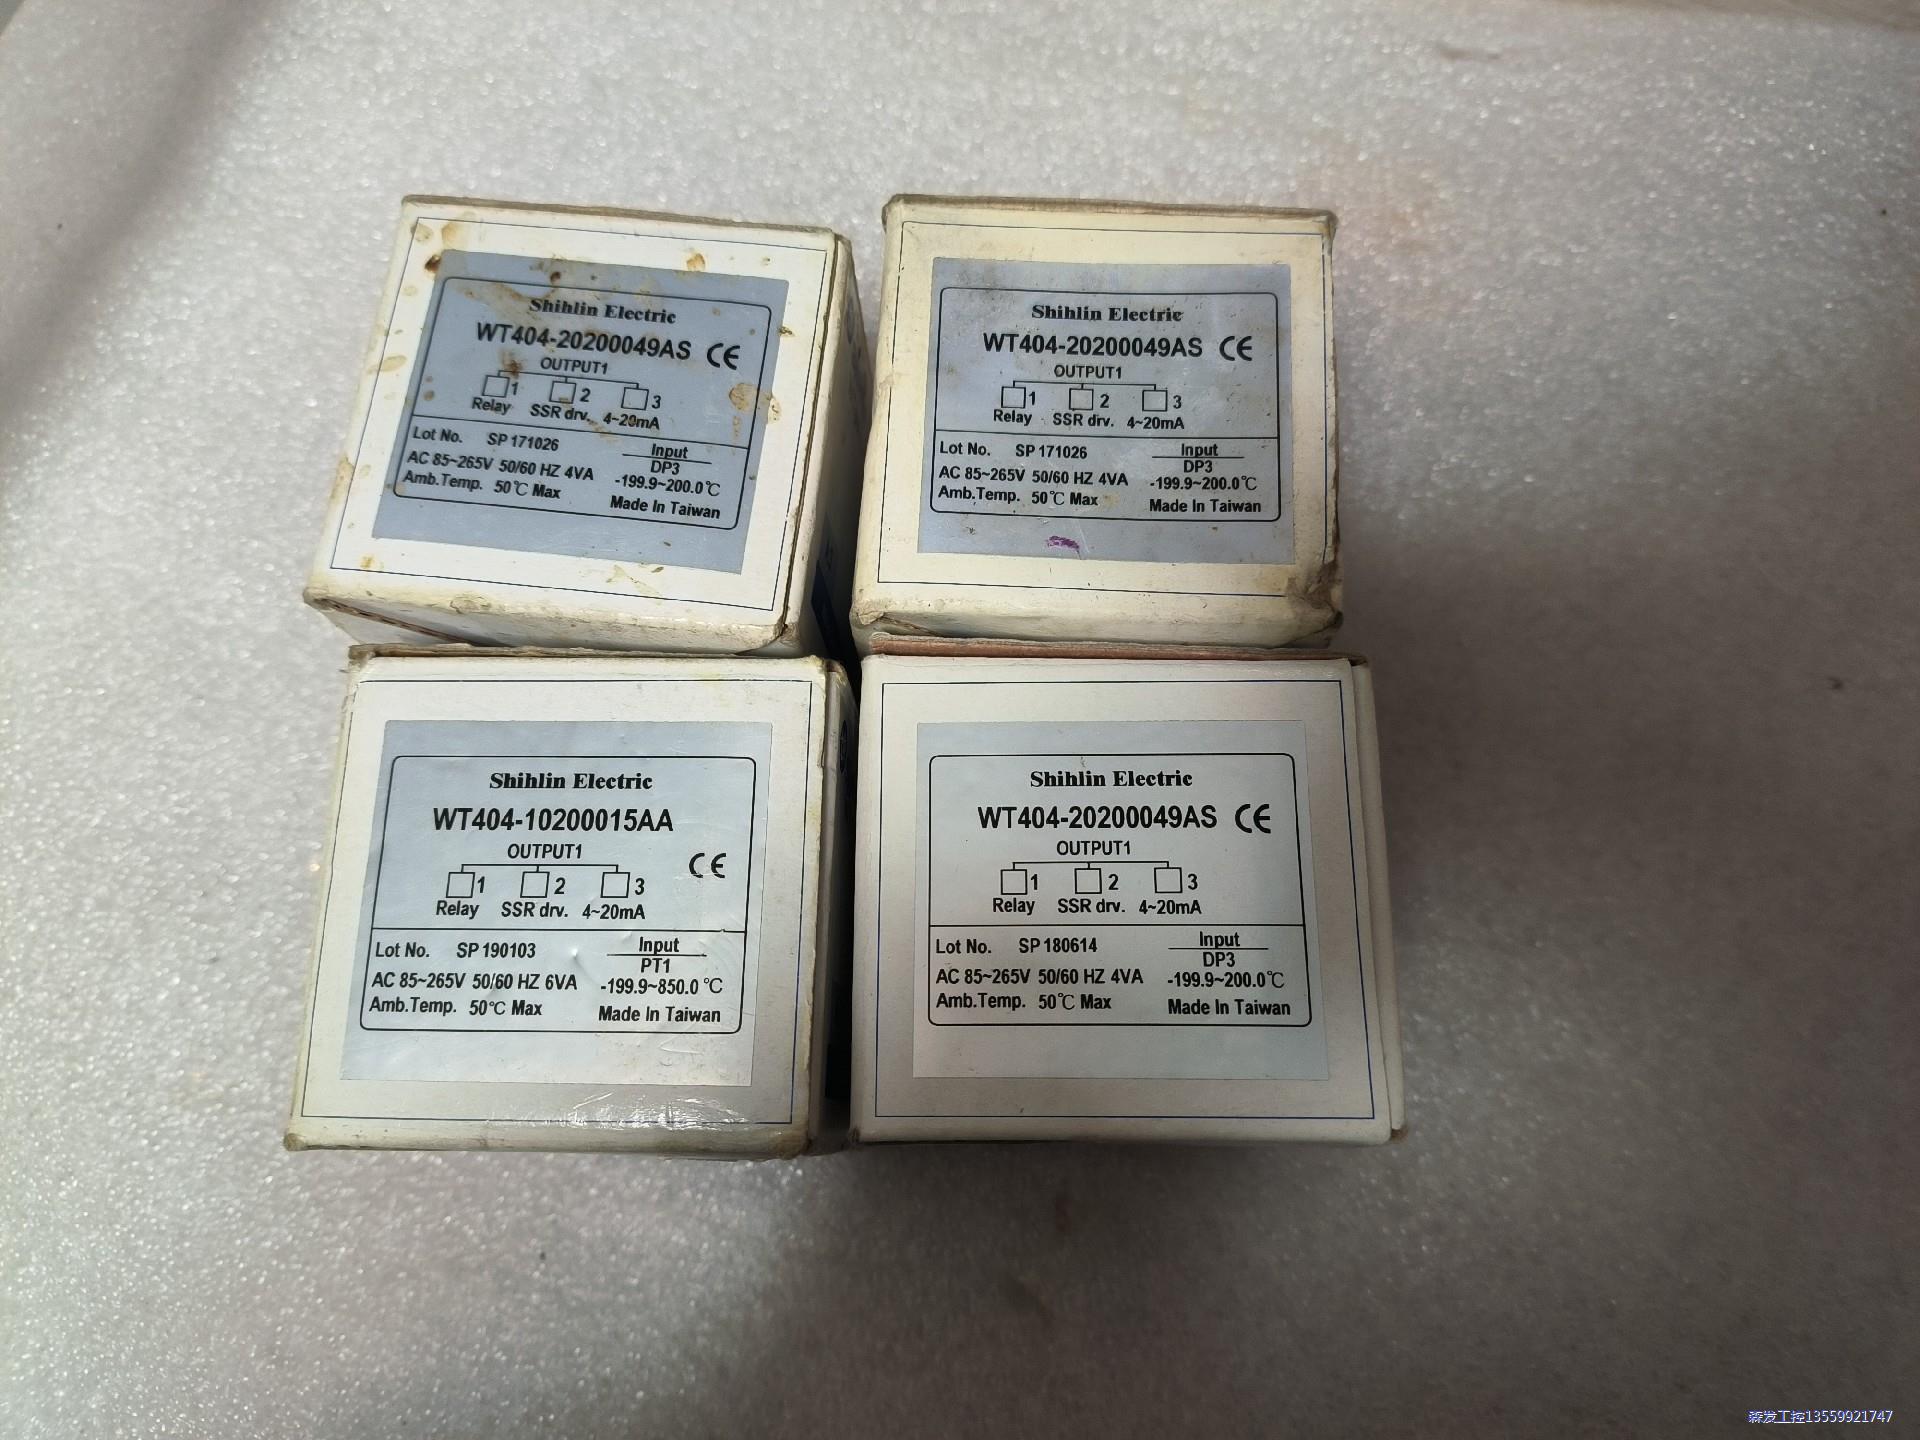 Shihlin Electric
WT404-20200049AS CE
OUTPUT1
1 2 3
Relay SSR drv. 4~20mA
Lot No. SP 171026 Input
DP3
AC 85~265V 50/60 HZ 4VA -199.9~200.0℃
Amb.Temp. 50℃ Max Made In Taiwan
Shihlin Electric
WT404-20200049AS CE
OUTPUT1
1 2 3
Relay SSR drv. 4~20mA
Lot No. SP 171026 Input
DP3
AC 85~265V 50/60 HZ 4VA -199.9~200.0℃
Amb.Temp. 50℃ Max Made In Taiwan
Shihlin Electric
WT404-10200015AA
OUTPUT1
CE
1 2 3
Relay SSR drv. 4~20mA
Lot No. SP 190103 Input
PT1
AC 85~265V 50/60 HZ 6VA -199.9~850.0 ℃
Amb.Temp. 50℃ Max Made In Taiwan
Shihlin Electric
WT404-20200049AS CE
OUTPUT1
1 2 3
Relay SSR drv. 4~20mA
Lot No. SP 180614 Input
DP3
AC 85~265V 50/60 HZ 4VA -199.9~200.0℃
Amb.Temp. 50℃ Max Made In Taiwan
森发工控13559921747